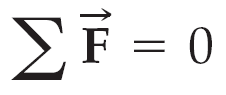 ∑ F⃗ = 0